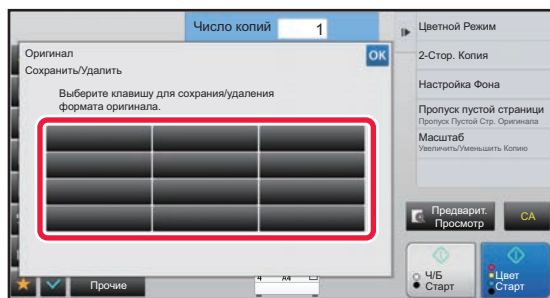 Число копий 1
Цветной Режим
Оригинал
OK
2-Стор. Копия
Сохранить/Удалить
Настройка Фона
Выберите клавишу для сохрания/удаления
формата оригинала.
Пропуск пустой страници
Пропуск Пустой Стр. Оригинала
Масштаб
Увеличить/Уменьшить Копию
Предварит.
Просмотр
CA
Ч/Б
Старт
Цвет
Старт
Прочие
A4